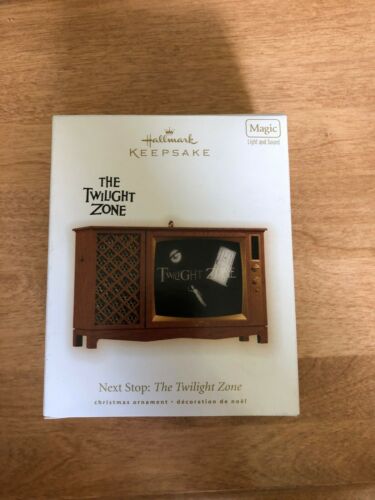 Hallmark
KEEPSAKE
Magic
Light and Sound
THE
TWILIGHT
ZONE
TWILIGHT ZONE
Next Stop: The Twilight Zone
christmas ornament • décoration de noël